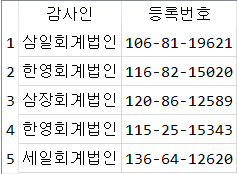 감사인 등록번호
1 삼일회계법인 106-81-19621
2 한영회계법인 116-82-15020
3 삼장회계법인 120-86-12589
4 한영회계법인 115-25-15343
5 세일회계법인 136-64-12620